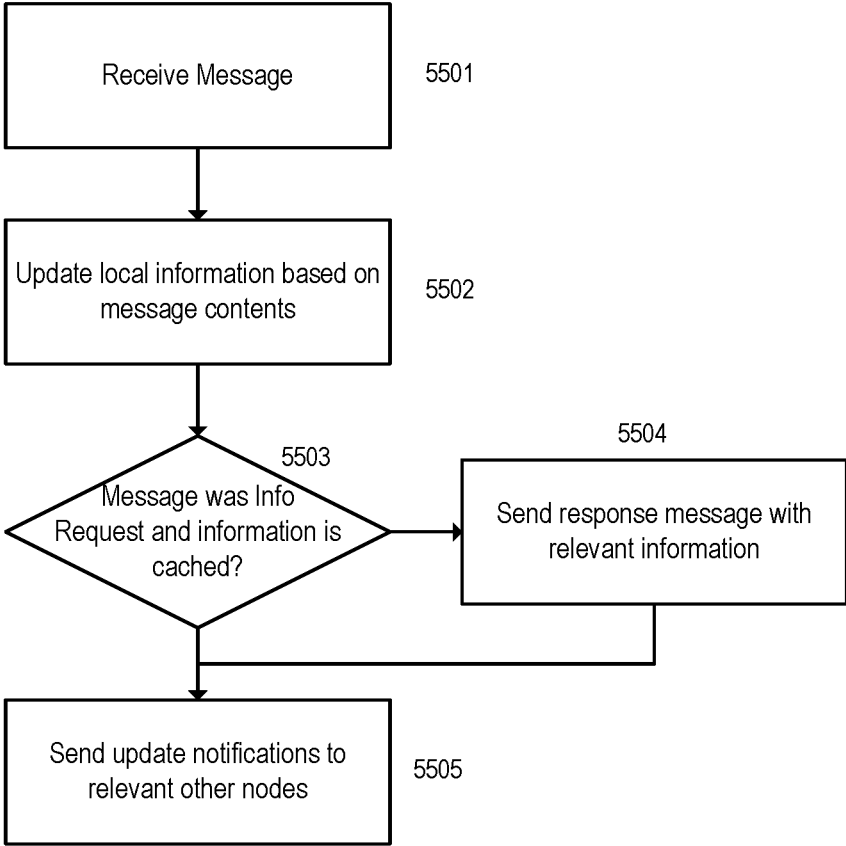 Receive Message
5501
Update local information based on
message contents
5502
5503
Message was Info
Request and information is
cached?
5504
Send response message with
relevant information
Send update notifications to
relevant other nodes
5505